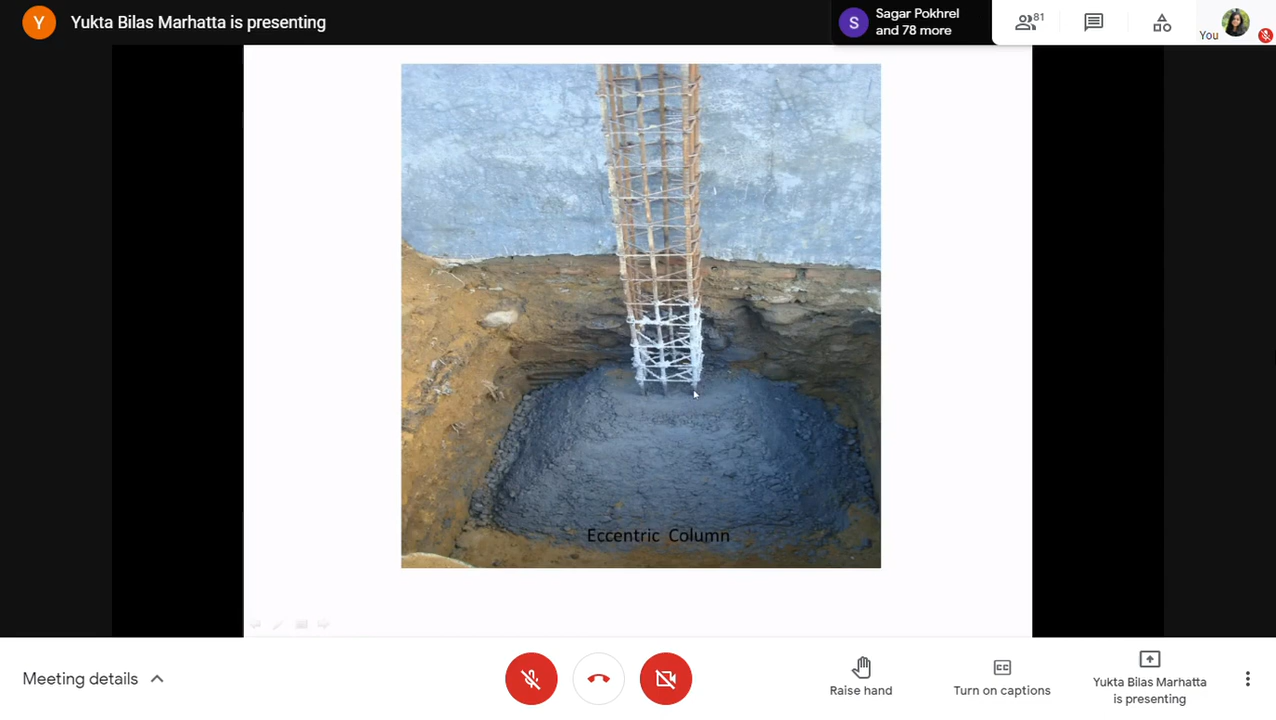 Y
Yukta Bilas Marhatta is presenting
S
Sagar Pokhrel
and 78 more
81
You
Eccentric Column
Meeting details
Raise hand
Turn on captions
Yukta Bilas Marhatta
is presenting